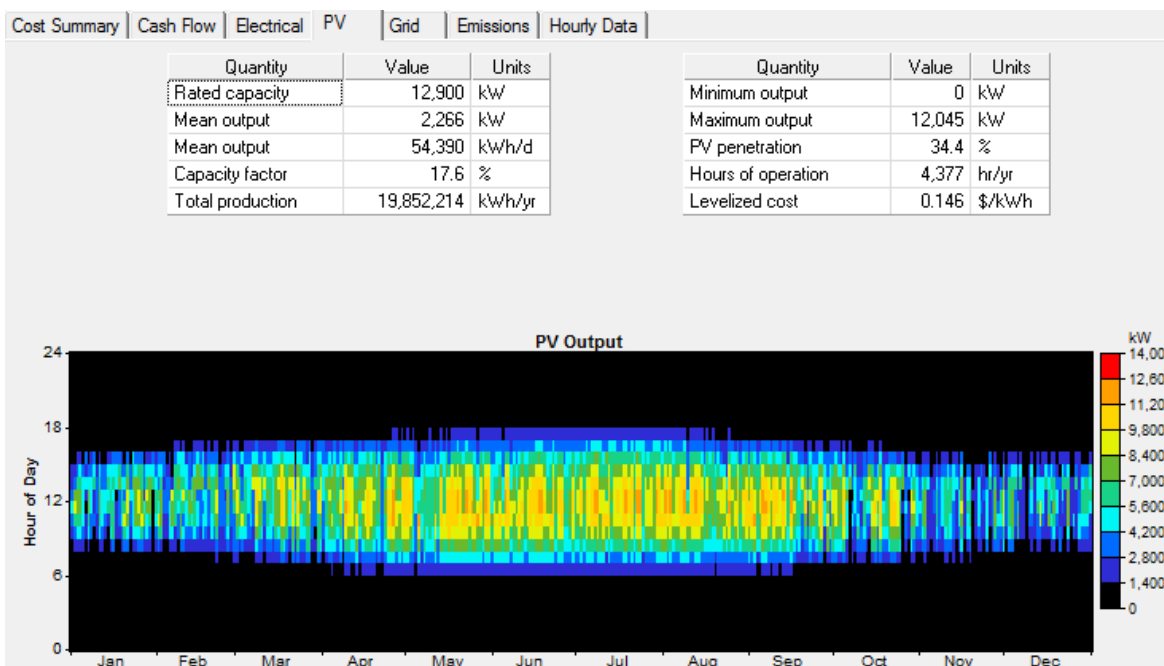 Cost Summary Cash Flow Electrical PV Grid Emissions Hourly Data
Quantity Value Units
Rated capacity 12,900 kW
Mean output 2,266 kW
Mean output 54,390 kWh/d
Capacity factor 17.6 %
Total production 19,852,214 kWh/yr
Quantity Value Units
Minimum output 0 kW
Maximum output 12,045 kW
PV penetration 34.4 %
Hours of operation 4,377 hr/yr
Levelized cost 0.146 $/kWh
PV Output
Hour of Day
24
18
12
6
0
Jan Feb Mar Apr May Jun Jul Aug Sep Oct Nov Dec
kW
14,00
12,60
11,20
9,800
8,400
7,000
5,600
4,200
2,800
1,400
0